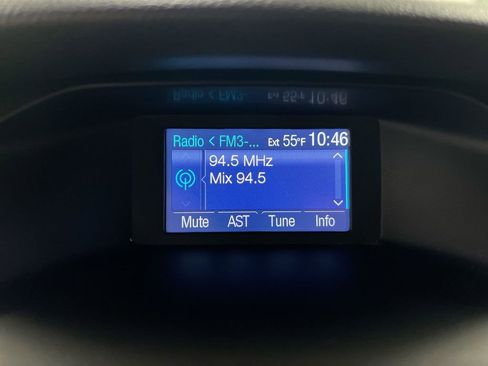 Radio < FM3-... Ext 55°F 10:46
94.5 MHz
Mix 94.5
Mute AST Tune Info